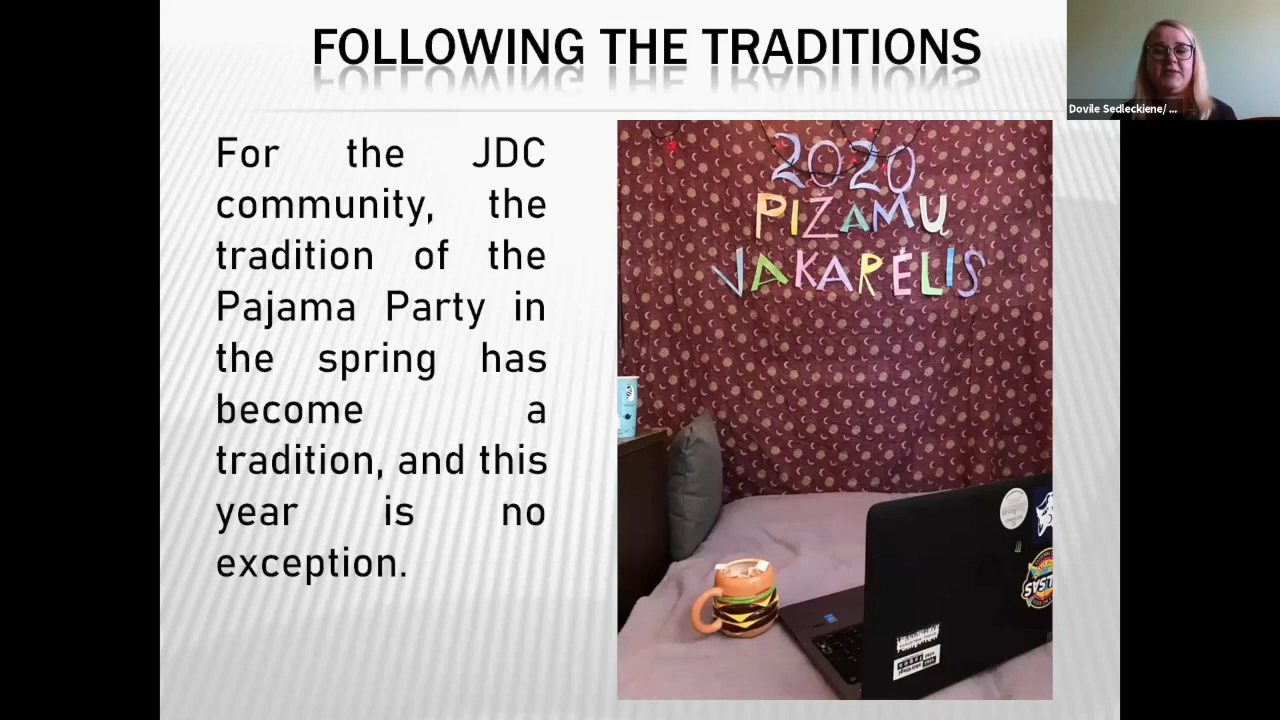 FOLLOWING THE TRADITIONS
Dovile Sedleckiene/ ...
For the JDC
community, the
tradition of the
Pajama Party in
the spring has
become a
tradition, and this
year is no
exception.
2020
PIŽAMŲ
VAKARĖLIS